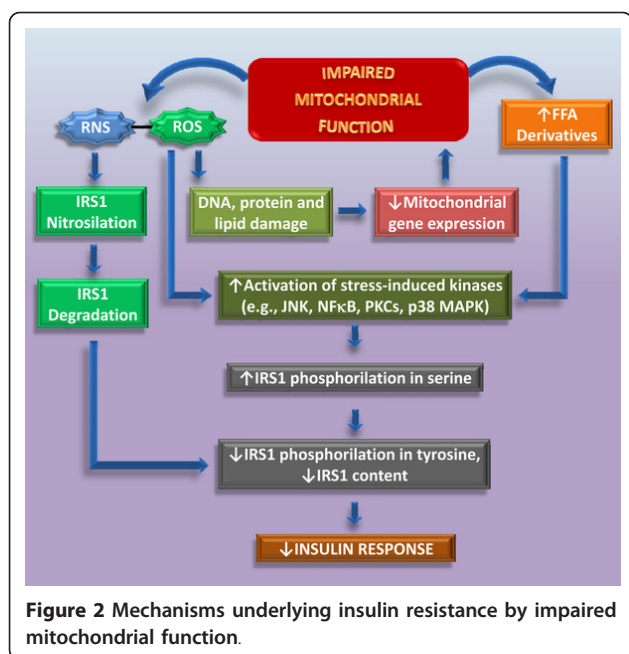 IMPAIRED
MITOCHONDRIAL
FUNCTION
RNS
ROS
↑FFA
Derivatives
IRS1
Nitrosilation
DNA, protein and
lipid damage
↓Mitochondrial
gene expression
IRS1
Degradation
↑Activation of stress-induced kinases
(e.g., JNK, NFκB, PKCs, p38 MAPK)
↑IRS1 phosphorilation in serine
↓IRS1 phosphorilation in tyrosine,
↓IRS1 content
↓INSULIN RESPONSE
Figure 2 Mechanisms underlying insulin resistance by impaired
mitochondrial function.